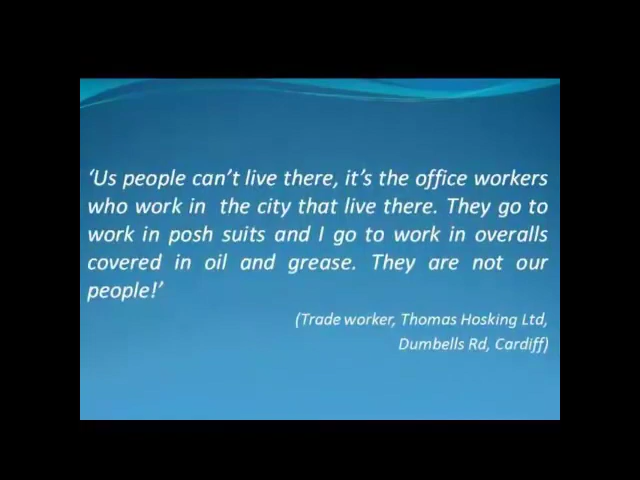 ‘Us people can’t live there, it’s the office workers
who work in the city that live there. They go to
work in posh suits and I go to work in overalls
covered in oil and grease. They are not our
people!’
(Trade worker, Thomas Hosking Ltd,
Dumbells Rd, Cardiff)